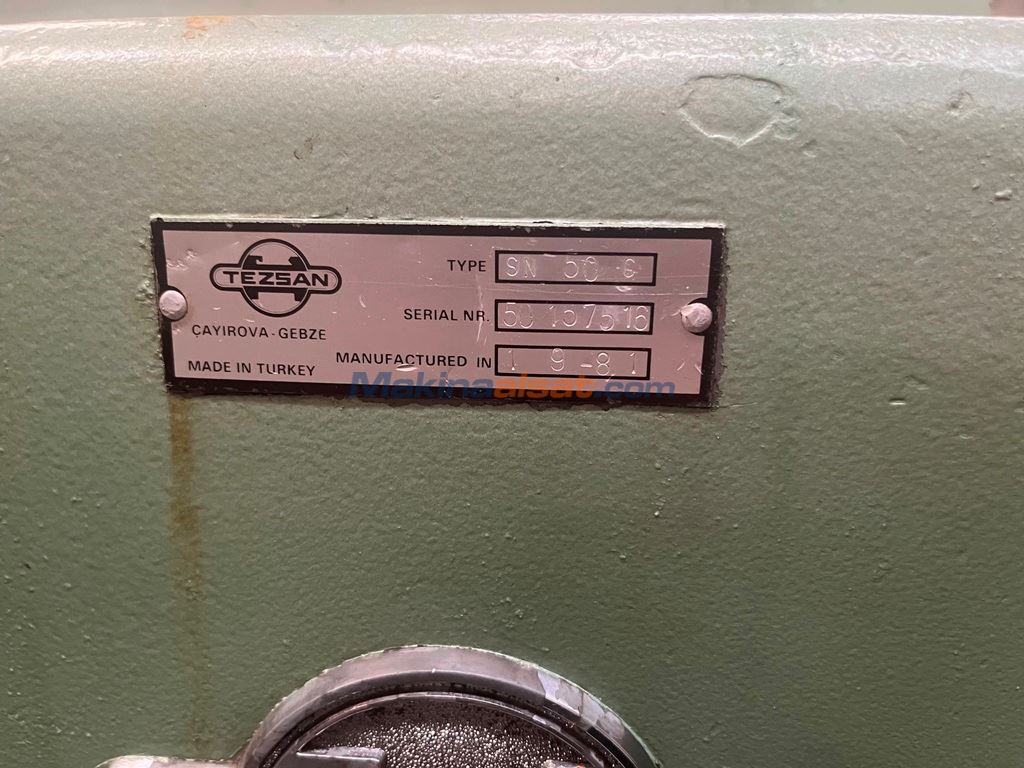 TEZSAN
ÇAYIROVA - GEBZE
MADE IN TURKEY
TYPE SN 50 C
SERIAL NR. 50 157516
MANUFACTURED IN 1 9 - 8 1
Makinaalsat.com